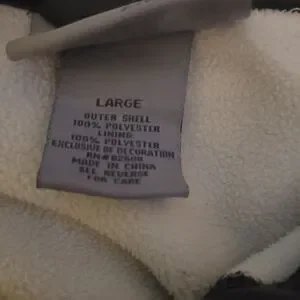 LARGE
OUTER SHELL
100% POLYESTER
LINING:
100% POLYESTER
EXCLUSIVE OF DECORATION
MADE IN CHINA
SEE REVERSE
FOR CARE